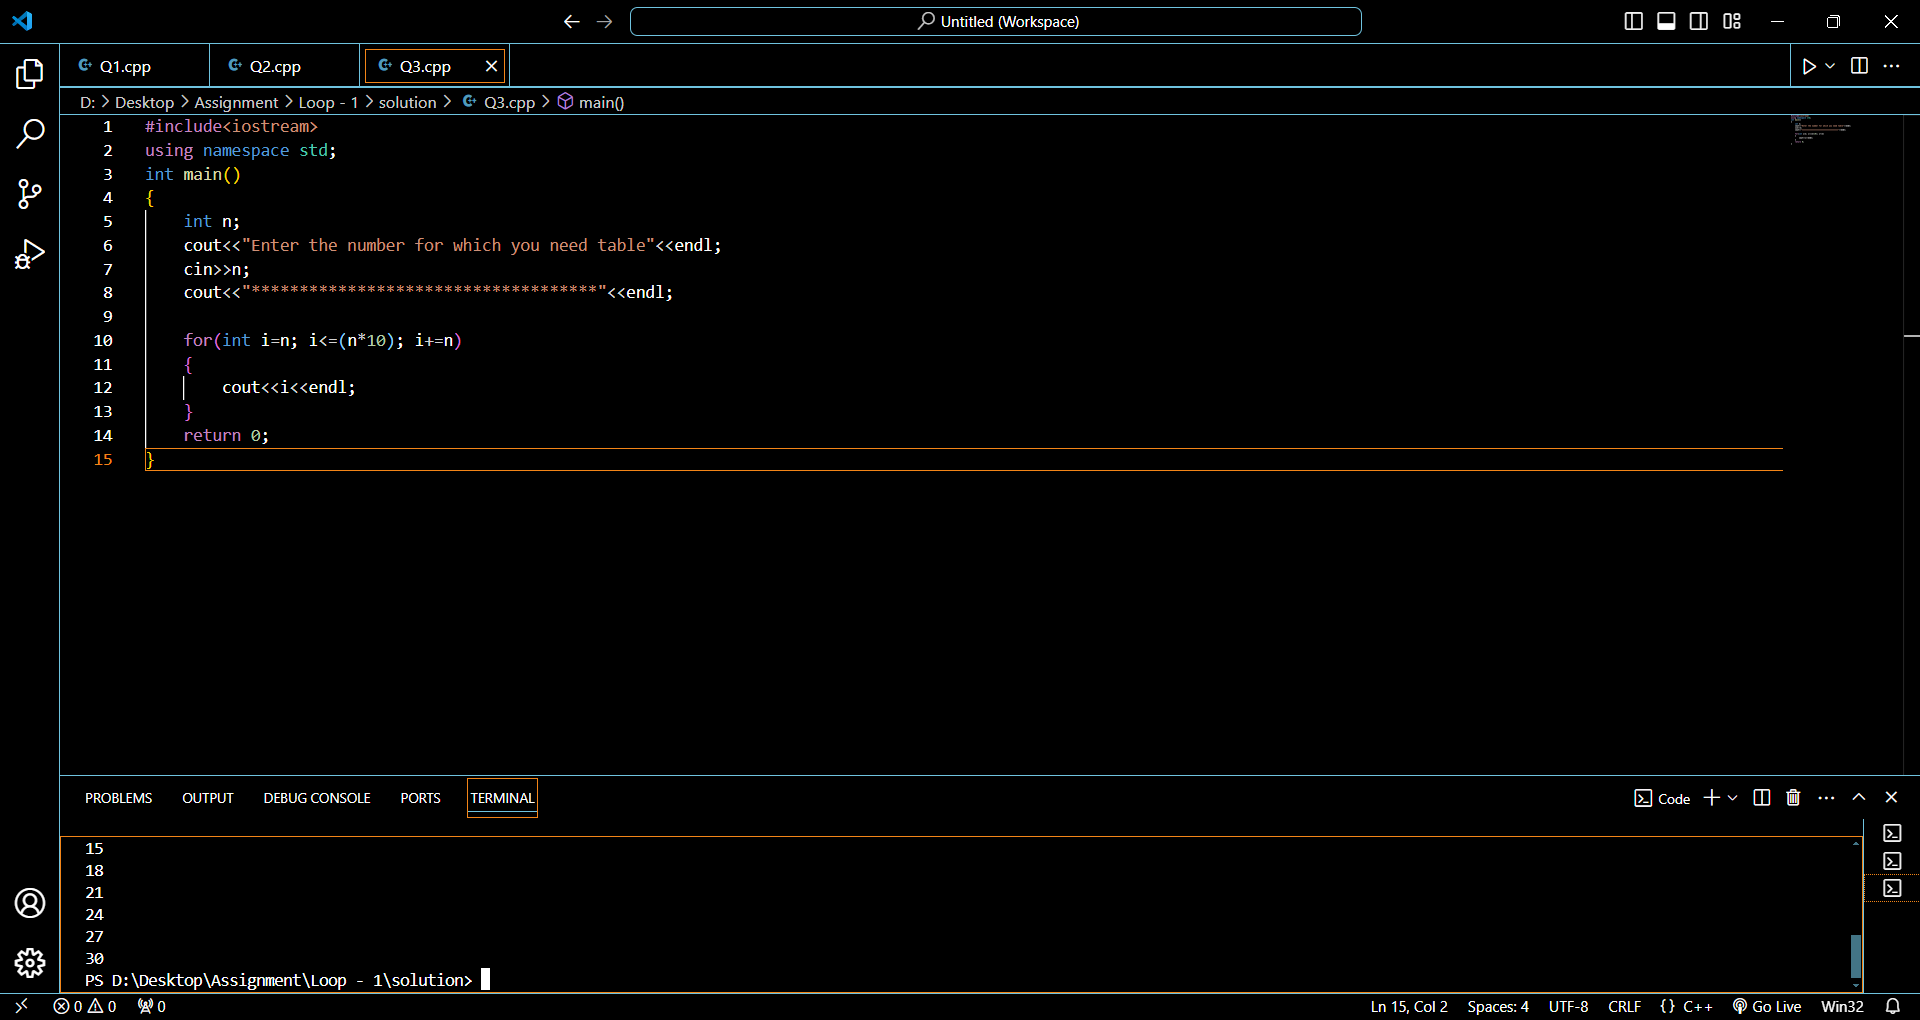 Untitled (Workspace)
Q1.cpp Q2.cpp Q3.cpp
D: > Desktop > Assignment > Loop - 1 > solution > Q3.cpp > main()
1 #include<iostream>
2 using namespace std;
3 int main()
4 {
5 int n;
6 cout<<"Enter the number for which you need table"<<endl;
7 cin>>n;
8 cout<<"************************************"<<endl;
9
10 for(int i=n; i<=(n*10); i+=n)
11 {
12 cout<<i<<endl;
13 }
14 return 0;
15 }
PROBLEMS OUTPUT DEBUG CONSOLE PORTS TERMINAL Code
15
18
21
24
27
30
PS D:\Desktop\Assignment\Loop - 1\solution>
0 0 0 Ln 15, Col 2 Spaces: 4 UTF-8 CRLF {} C++ Go Live Win32